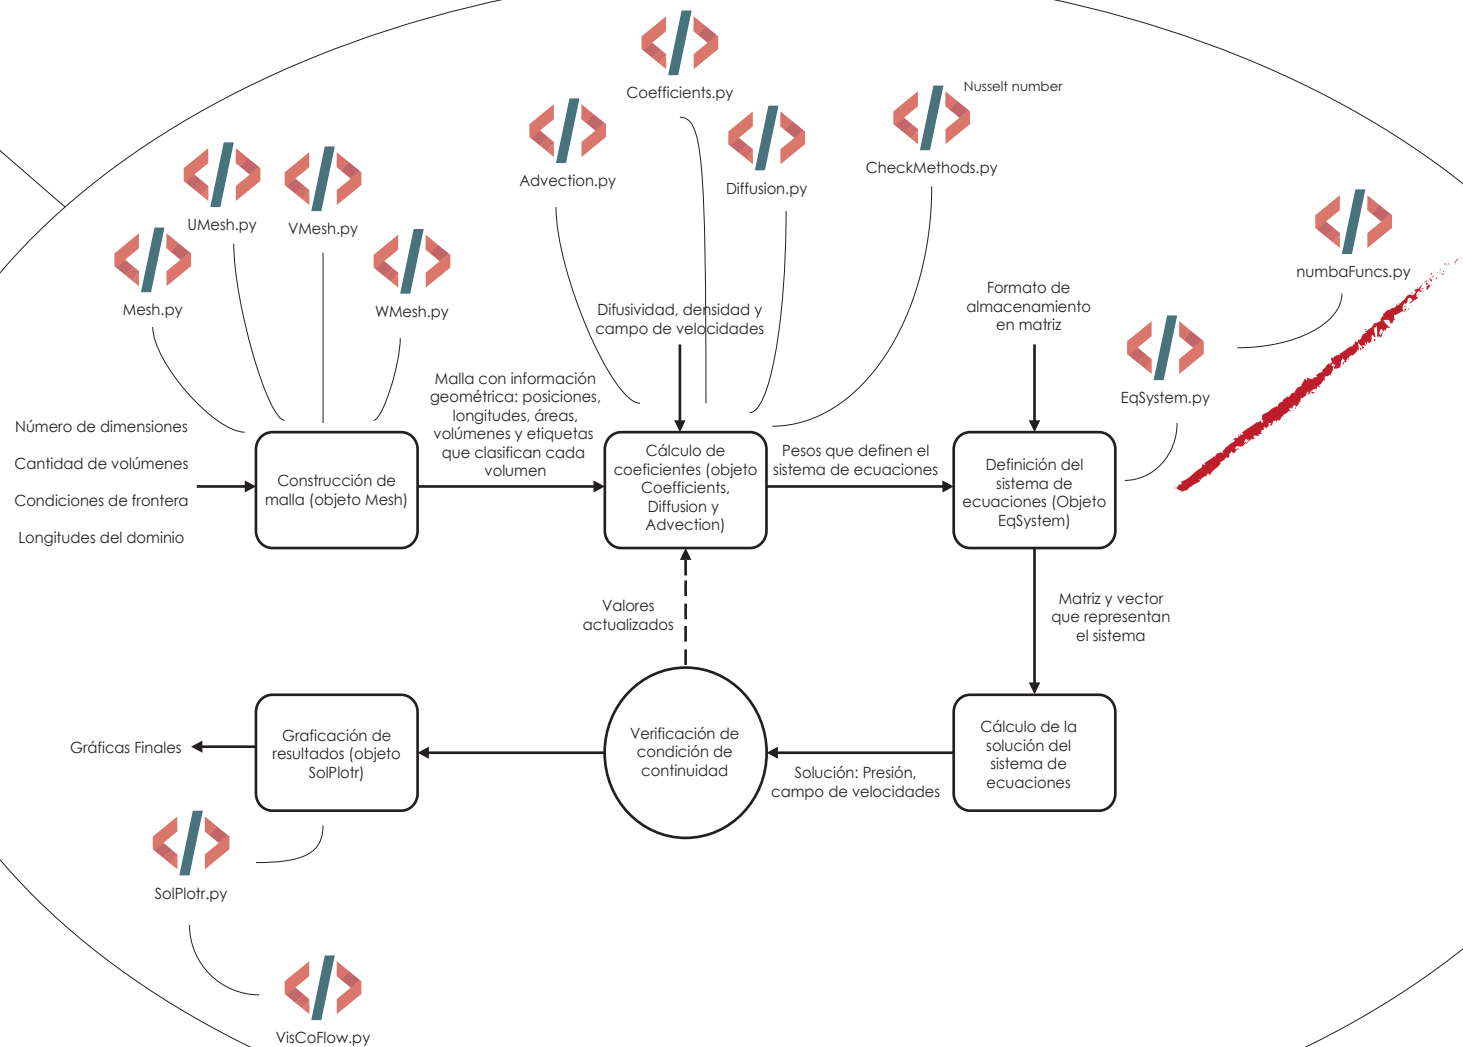 Coefficients.py
Nusselt number
Advection.py
Diffusion.py
CheckMethods.py
UMesh.py
VMesh.py
Mesh.py
WMesh.py
numbaFuncs.py
Difusividad, densidad y
campo de velocidades
Formato de
almacenamiento
en matriz
EqSystem.py
Malla con información
geométrica: posiciones,
longitudes, áreas,
volúmenes y etiquetas
que clasifican cada
volumen
Número de dimensiones
Cantidad de volúmenes
Condiciones de frontera
Longitudes del dominio
Construcción de
malla (objeto Mesh)
Cálculo de
coeficientes (objeto
Coefficients,
Diffusion y
Advection)
Pesos que definen el
sistema de ecuaciones
Definición del
sistema de
ecuaciones (Objeto
EqSystem)
Valores
actualizados
Matriz y vector
que representan
el sistema
Gráficas Finales
Graficación de
resultados (objeto
SolPlotr)
Verificación de
condición de
continuidad
Solución: Presión,
campo de velocidades
Cálculo de la
solución del
sistema de
ecuaciones
SolPlotr.py
VisCoFlow.py